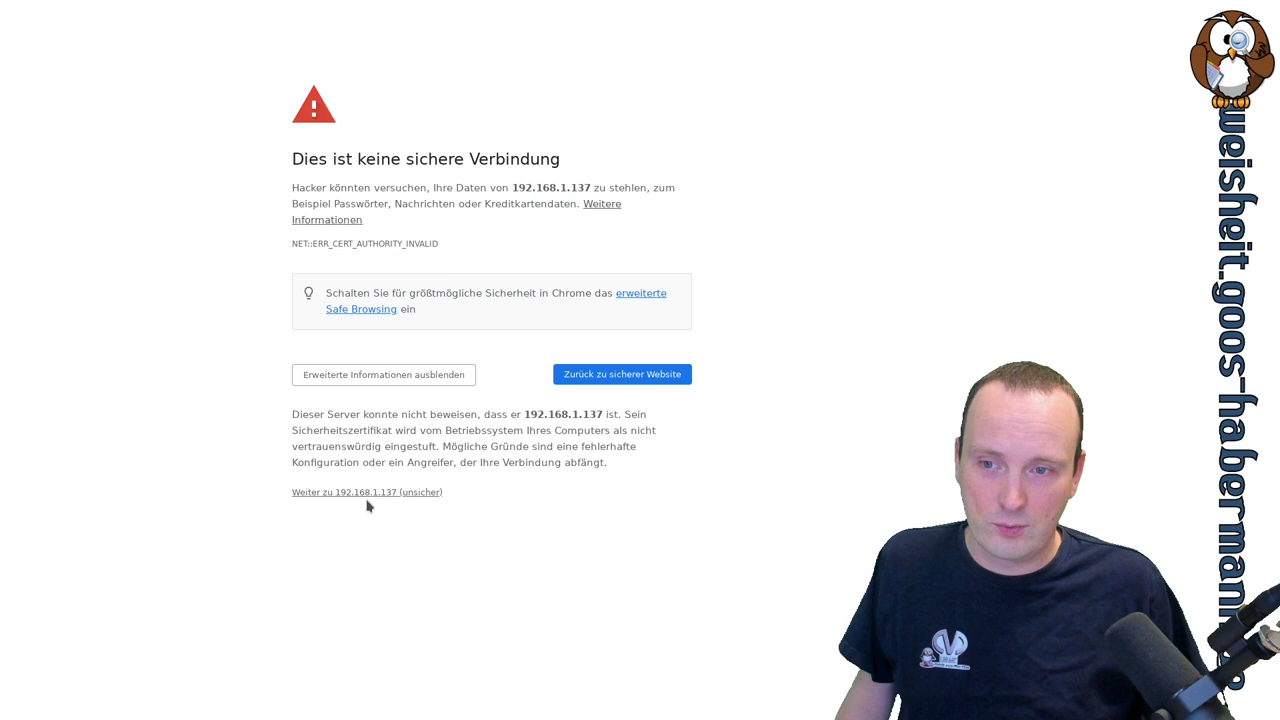 Dies ist keine sichere Verbindung
Hacker könnten versuchen, Ihre Daten von 192.168.1.137 zu stehlen, zum
Beispiel Passwörter, Nachrichten oder Kreditkartendaten. Weitere
Informationen
NET::ERR_CERT_AUTHORITY_INVALID
Schalten Sie für größtmögliche Sicherheit in Chrome das erweiterte
Safe Browsing ein
Erweiterte Informationen ausblenden
Zurück zu sicherer Website
Dieser Server konnte nicht beweisen, dass er 192.168.1.137 ist. Sein
Sicherheitszertifikat wird vom Betriebssystem Ihres Computers als nicht
vertrauenswürdig eingestuft. Mögliche Gründe sind eine fehlerhafte
Konfiguration oder ein Angreifer, der Ihre Verbindung abfängt.
Weiter zu 192.168.1.137 (unsicher)